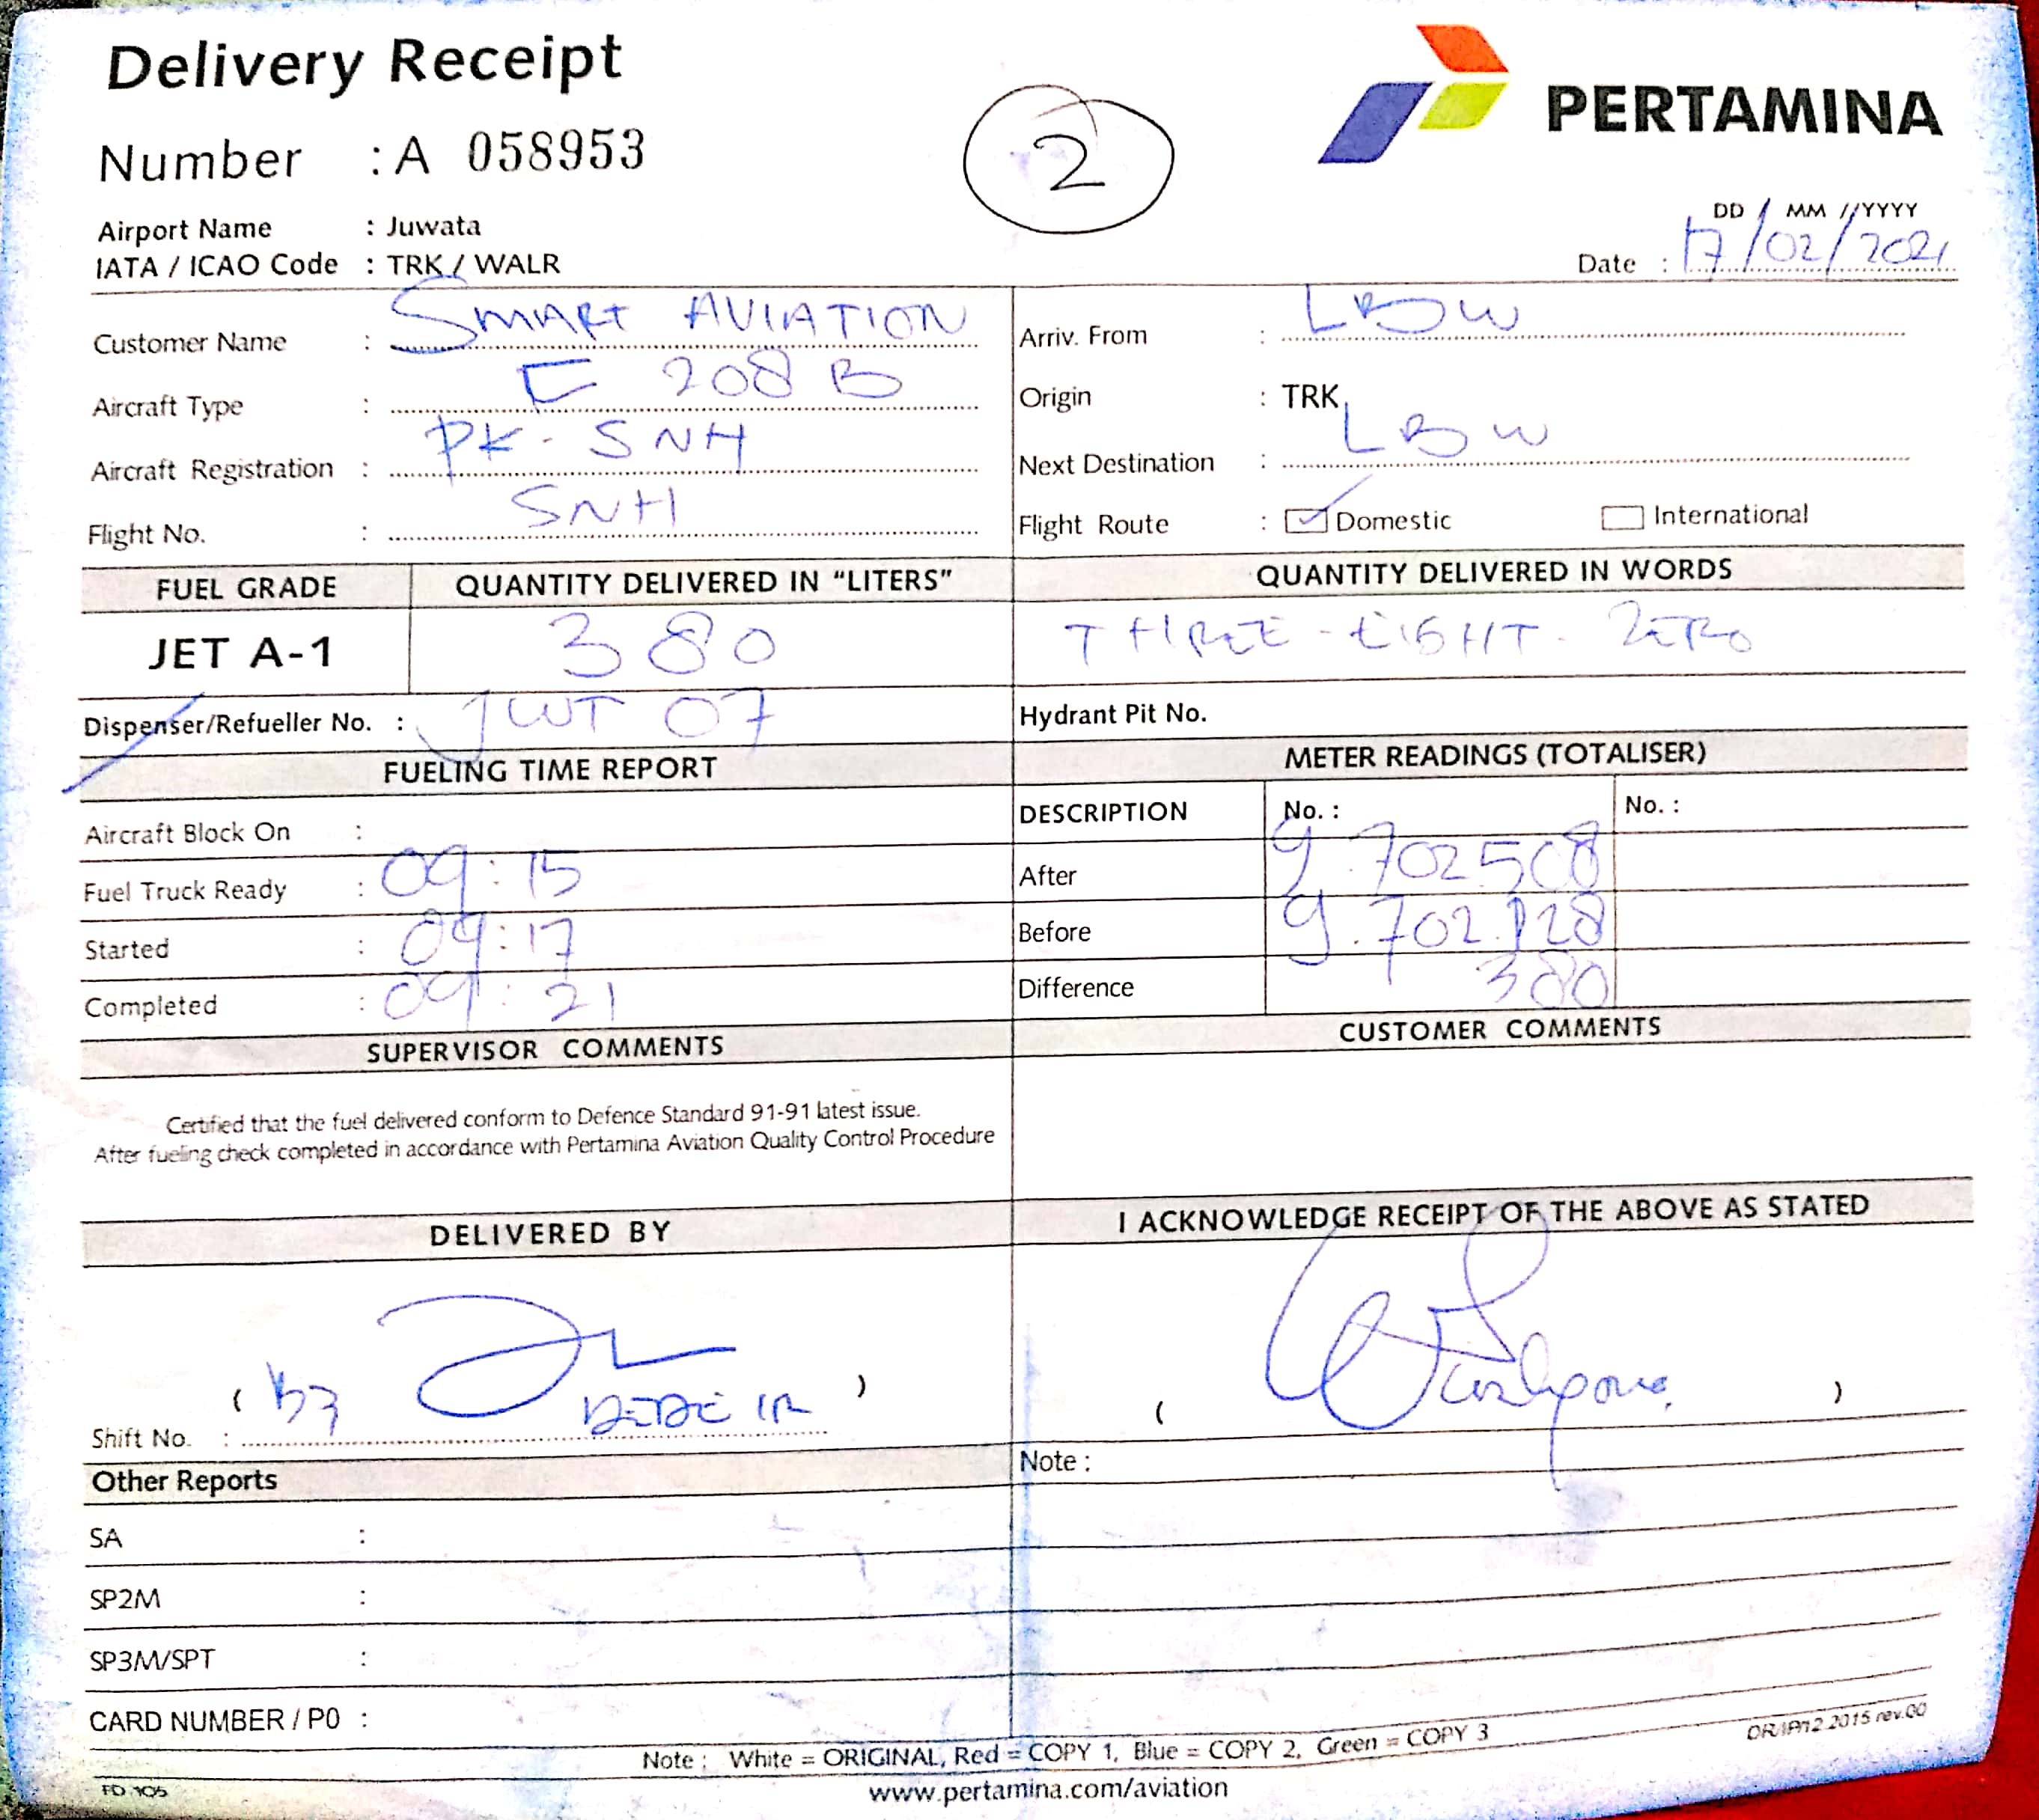 Delivery Receipt
PERTAMINA
Number : A 058953
2
Airport Name : Juwata
IATA / ICAO Code : TRK / WALR
DD / MM / YYYY
Date : 17/02/2021
Customer Name : SMART AVIATION
Arriv. From : LBW
Aircraft Type : C 208 B
Origin : TRK
Aircraft Registration : PK-SNH
Next Destination : LBW
Flight No. : SNH
Flight Route : Domestic International
FUEL GRADE QUANTITY DELIVERED IN “LITERS” QUANTITY DELIVERED IN WORDS
JET A-1 380 THREE - EIGHT - ZERO
Dispenser/Refueller No. : JWT 07 Hydrant Pit No.
FUELING TIME REPORT METER READINGS (TOTALISER)
Aircraft Block On : DESCRIPTION No. : No. :
Fuel Truck Ready : 09:15 After 9.702.508
Started : 09:17 Before 9.702.128
Completed : 09:21 Difference 380
SUPERVISOR COMMENTS CUSTOMER COMMENTS
Certified that the fuel delivered conform to Defence Standard 91-91 latest issue.
After fueling check completed in accordance with Pertamina Aviation Quality Control Procedure
DELIVERED BY I ACKNOWLEDGE RECEIPT OF THE ABOVE AS STATED
( )
( )
Shift No. :
Other Reports Note :
SA :
SP2M :
SP3M/SPT :
CARD NUMBER / P0 :
Note : White = ORIGINAL, Red = COPY 1, Blue = COPY 2, Green = COPY 3
www.pertamina.com/aviation
FD 105